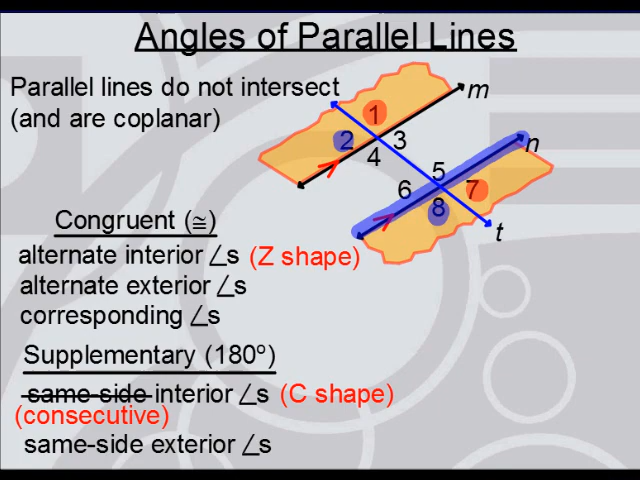 Angles of Parallel Lines
Parallel lines do not intersect
(and are coplanar)
m
1
2
3
4
n
5
6
7
8
t
Congruent (≅)
alternate interior ∠s (Z shape)
alternate exterior ∠s
corresponding ∠s
Supplementary (180º)
same-side interior ∠s (C shape)
(consecutive)
same-side exterior ∠s